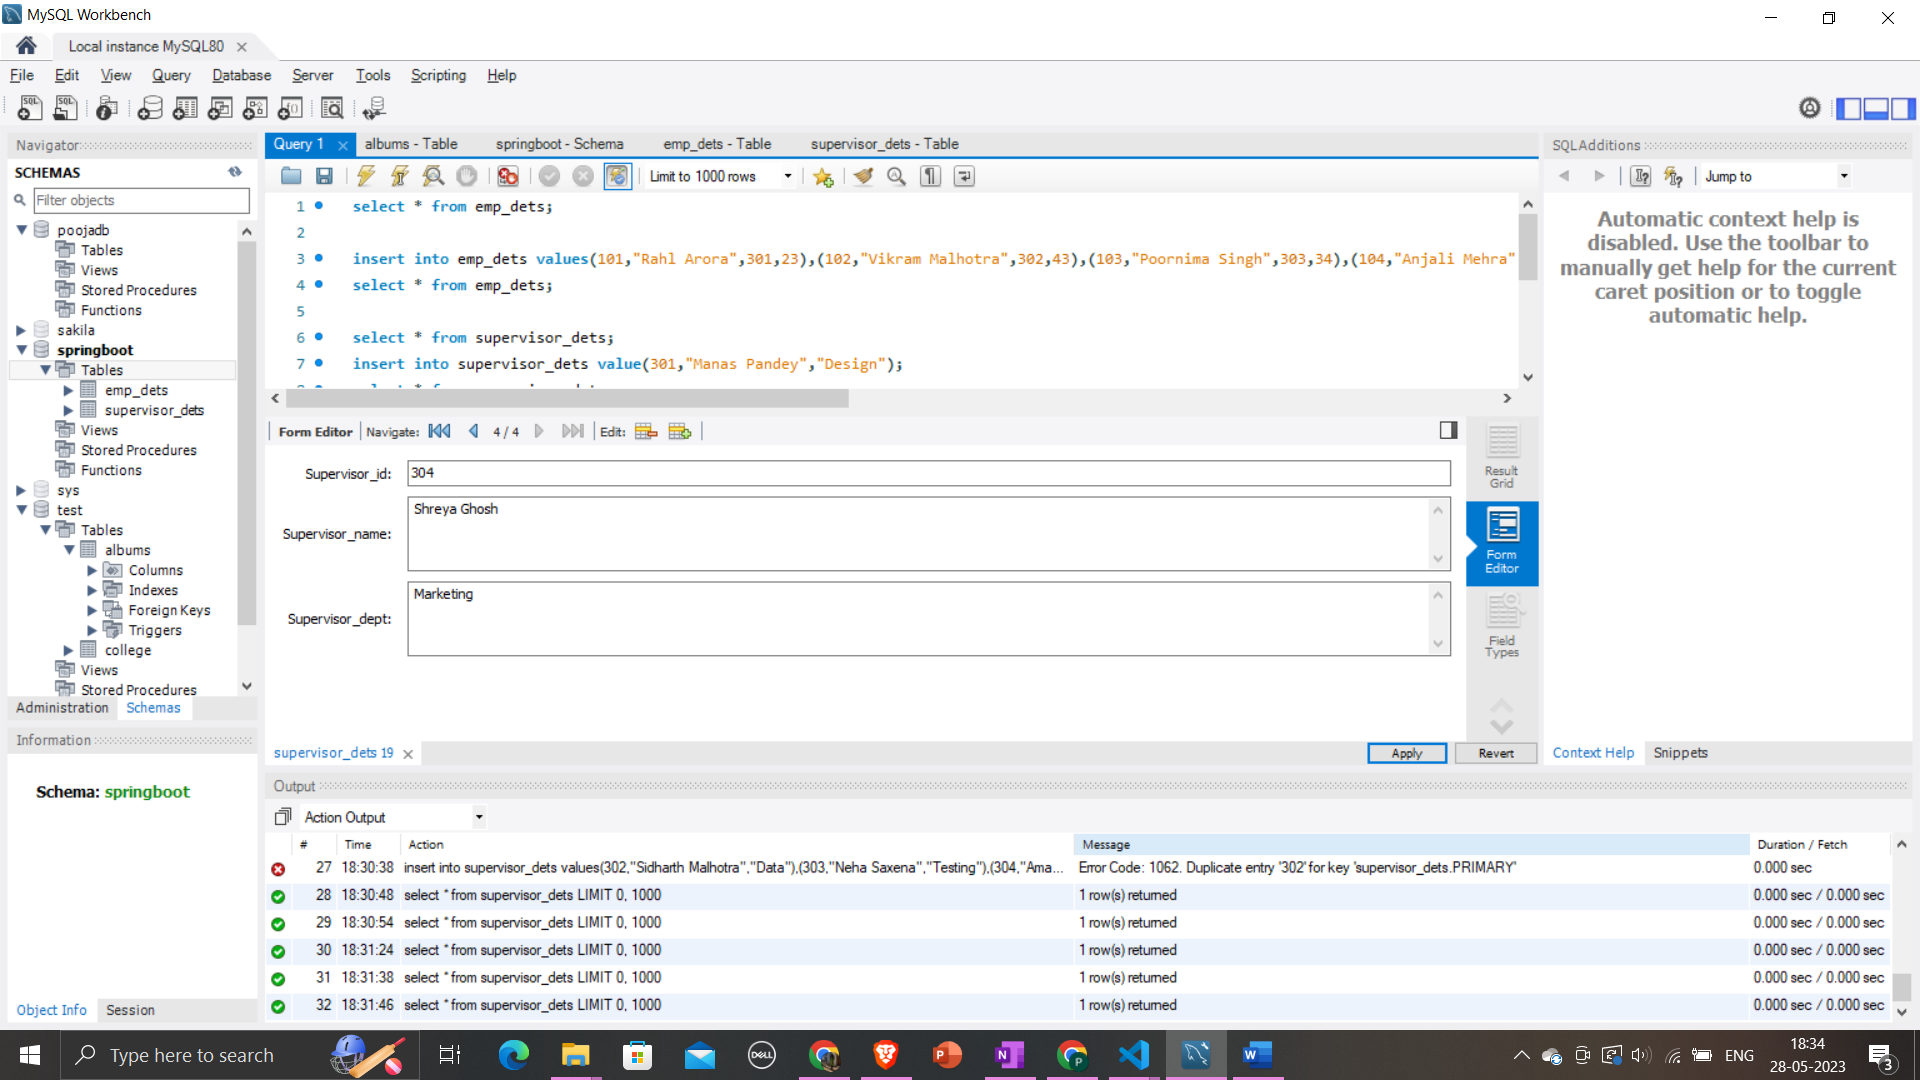 MySQL Workbench
Local instance MySQL80
File Edit View Query Database Server Tools Scripting Help
Navigator
SCHEMAS
Filter objects
poojadb
Tables
Views
Stored Procedures
Functions
sakila
springboot
Tables
emp_dets
supervisor_dets
Views
Stored Procedures
Functions
sys
test
Tables
albums
Columns
Indexes
Foreign Keys
Triggers
college
Views
Stored Procedures
Administration Schemas
Information
Schema: springboot
Object Info Session
Query 1 albums - Table springboot - Schema emp_dets - Table supervisor_dets - Table
Limit to 1000 rows
1 select * from emp_dets;
2
3 insert into emp_dets values(101,"Rahl Arora",301,23),(102,"Vikram Malhotra",302,43),(103,"Poornima Singh",303,34),(104,"Anjali Mehra"
4 select * from emp_dets;
5
6 select * from supervisor_dets;
7 insert into supervisor_dets value(301,"Manas Pandey","Design");
Form Editor Navigate: 4 / 4 Edit:
Supervisor_id: 304
Supervisor_name: Shreya Ghosh
Supervisor_dept: Marketing
Result Grid
Form Editor
Field Types
supervisor_dets 19
Apply Revert
SQLAdditions
Jump to
Automatic context help is
disabled. Use the toolbar to
manually get help for the current
caret position or to toggle
automatic help.
Context Help Snippets
Output
Action Output
# Time Action Message Duration / Fetch
27 18:30:38 insert into supervisor_dets values(302,"Sidharth Malhotra","Data"),(303,"Neha Saxena","Testing"),(304,"Ama... Error Code: 1062. Duplicate entry '302' for key 'supervisor_dets.PRIMARY' 0.000 sec
28 18:30:48 select * from supervisor_dets LIMIT 0, 1000 1 row(s) returned 0.000 sec / 0.000 sec
29 18:30:54 select * from supervisor_dets LIMIT 0, 1000 1 row(s) returned 0.000 sec / 0.000 sec
30 18:31:24 select * from supervisor_dets LIMIT 0, 1000 1 row(s) returned 0.000 sec / 0.000 sec
31 18:31:38 select * from supervisor_dets LIMIT 0, 1000 1 row(s) returned 0.000 sec / 0.000 sec
32 18:31:46 select * from supervisor_dets LIMIT 0, 1000 1 row(s) returned 0.000 sec / 0.000 sec
Type here to search
ENG
18:34
28-05-2023
3